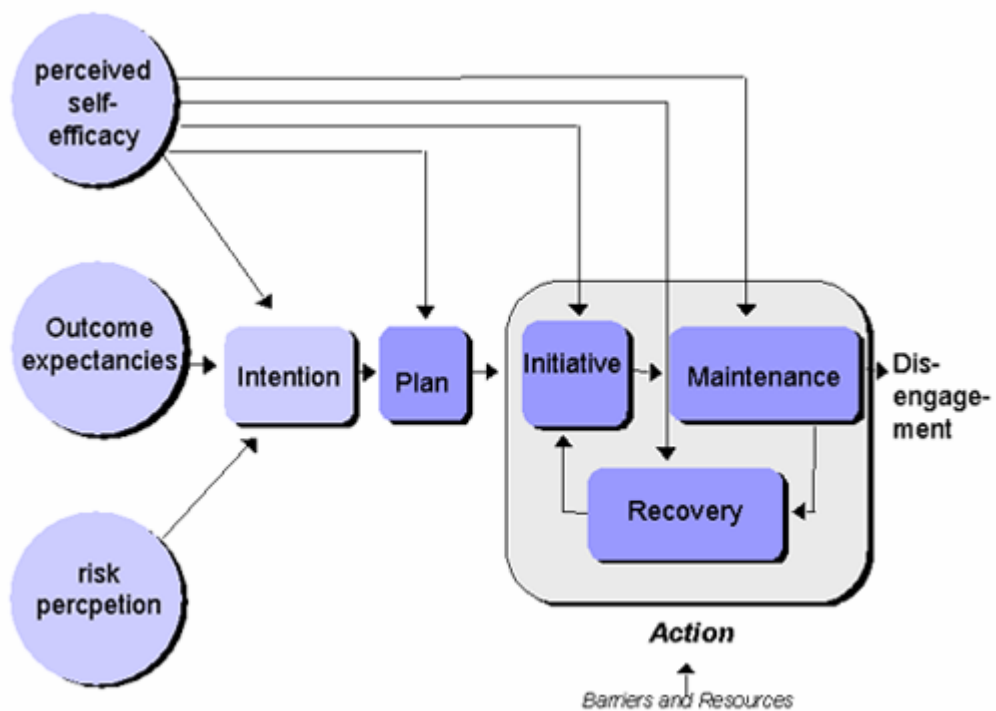 perceived
self-
efficacy
Outcome
expectancies
Intention
Plan
Initiative
Maintenance
Dis-
engage-
ment
Recovery
risk
percpetion
Action
Barriers and Resources